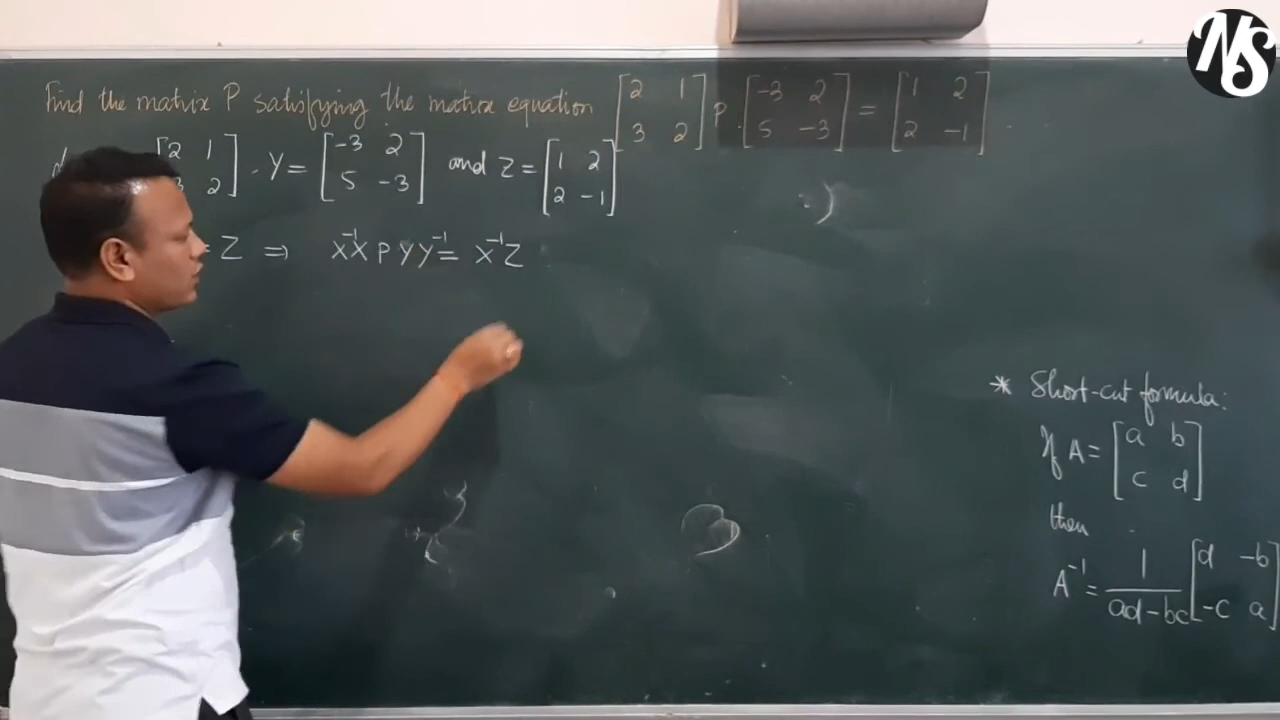 NS
Find the matrix P satisfying the matrix equation [2 1 3 2] P. [-3 2 5 -3] = [1 2 2 -1]
[2 1 3 2] . Y = [-3 2 5 -3] and Z = [1 2 2 -1]
= Z ⇒ X⁻¹X P Y Y⁻¹ = X⁻¹Z
* Short-cut formula:
If A = [a b c d]
then
A⁻¹ = 1/(ad-bc) [d -b -c a]